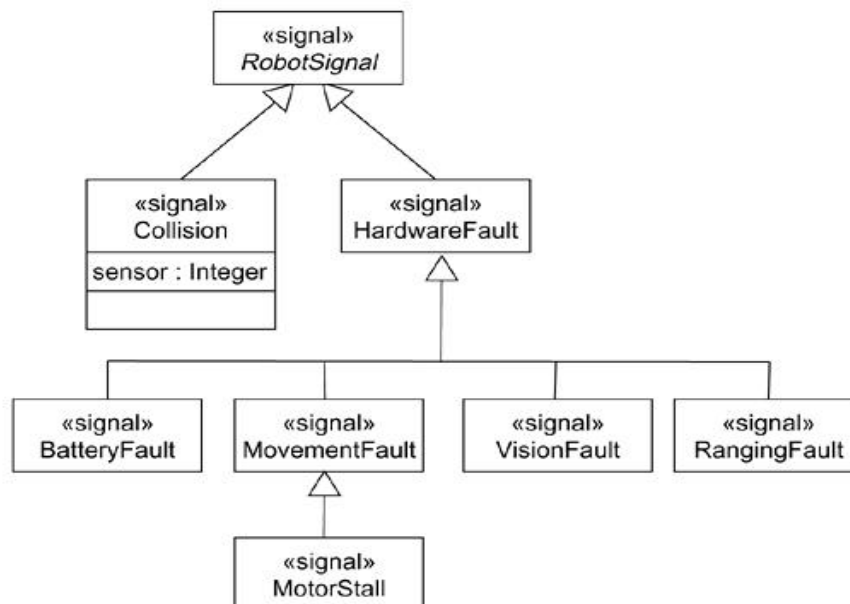 «signal»
RobotSignal
«signal»
Collision
sensor : Integer
«signal»
HardwareFault
«signal»
BatteryFault
«signal»
MovementFault
«signal»
VisionFault
«signal»
RangingFault
«signal»
MotorStall